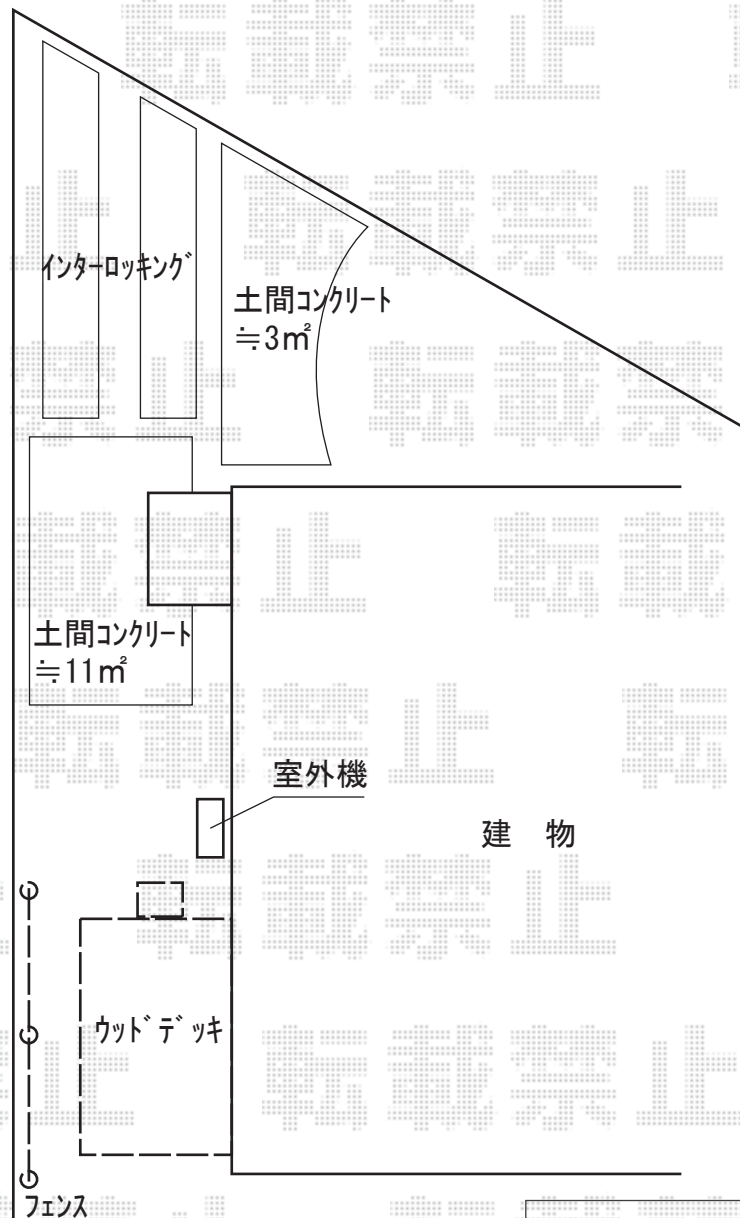 転載禁止
インターロッキング
土間コンクリート
≒3㎡
土間コンクリート
≒11㎡
室外機
建 物
ウッドデッキ
フェンス